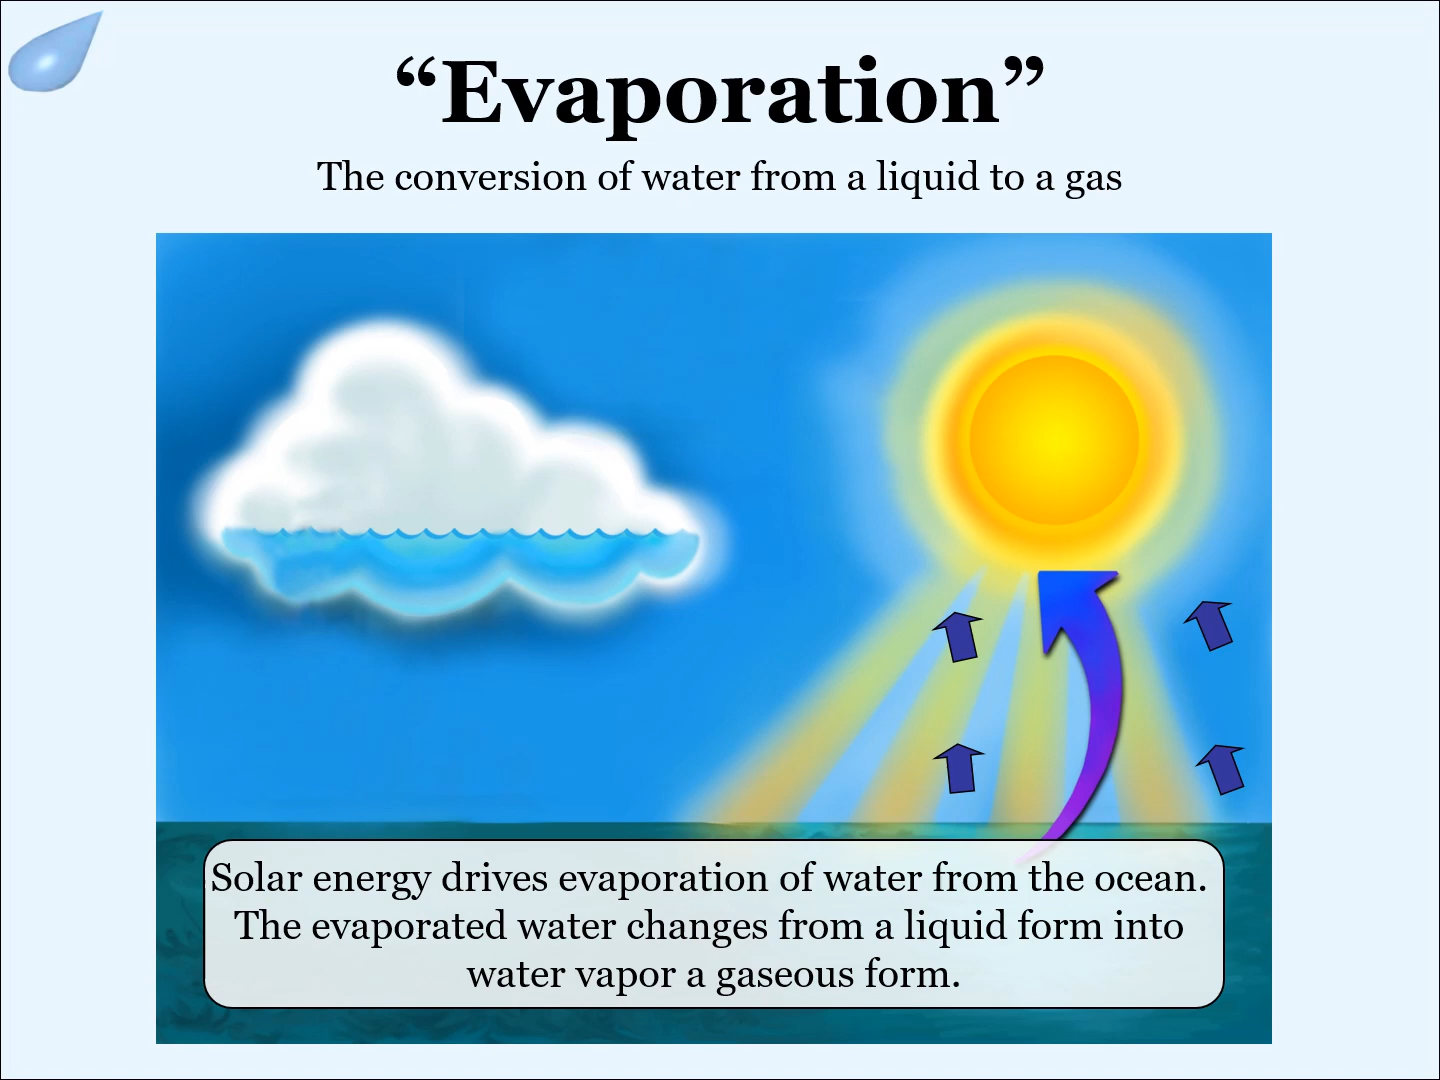 “Evaporation”
The conversion of water from a liquid to a gas
Solar energy drives evaporation of water from the ocean.
The evaporated water changes from a liquid form into
water vapor a gaseous form.